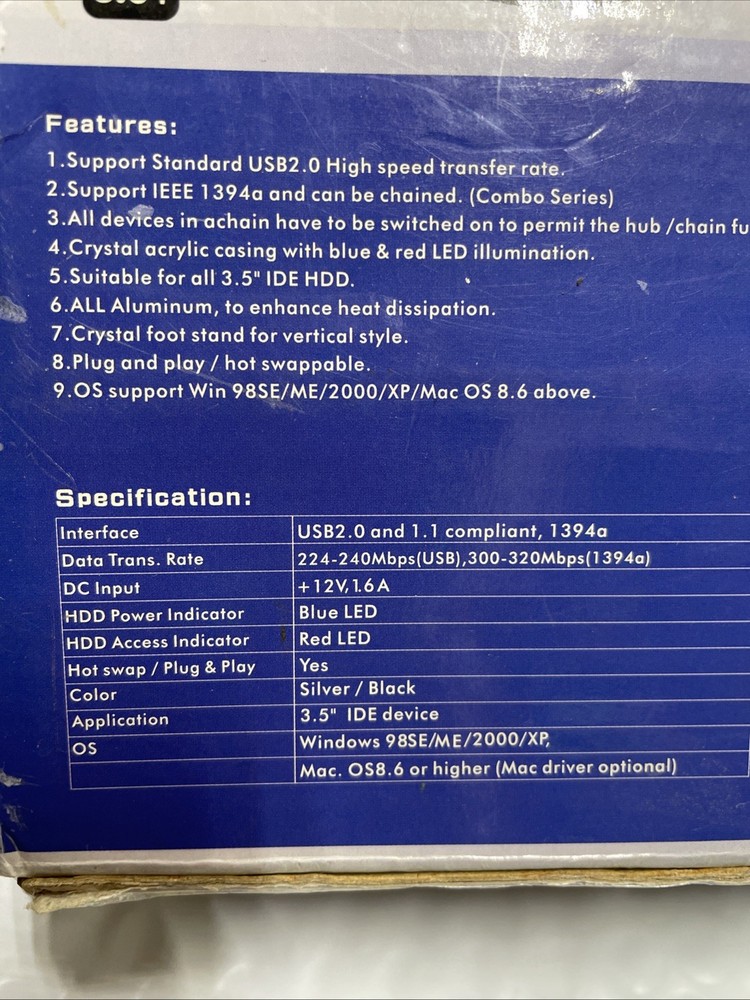 Features:
1.Support Standard USB2.0 High speed transfer rate.
2.Support IEEE 1394a and can be chained. (Combo Series)
3.All devices in achain have to be switched on to permit the hub /chain fu
4.Crystal acrylic casing with blue & red LED illumination.
5.Suitable for all 3.5" IDE HDD.
6.ALL Aluminum, to enhance heat dissipation.
7.Crystal foot stand for vertical style.
8.Plug and play / hot swappable.
9.OS support Win 98SE/ME/2000/XP/Mac OS 8.6 above.
Specification:
Interface USB2.0 and 1.1 compliant, 1394a
Data Trans. Rate 224-240Mbps(USB),300-320Mbps(1394a)
DC Input +12V,1.6A
HDD Power Indicator Blue LED
HDD Access Indicator Red LED
Hot swap / Plug & Play Yes
Color Silver / Black
Application 3.5" IDE device
OS Windows 98SE/ME/2000/XP,
Mac. OS8.6 or higher (Mac driver optional)